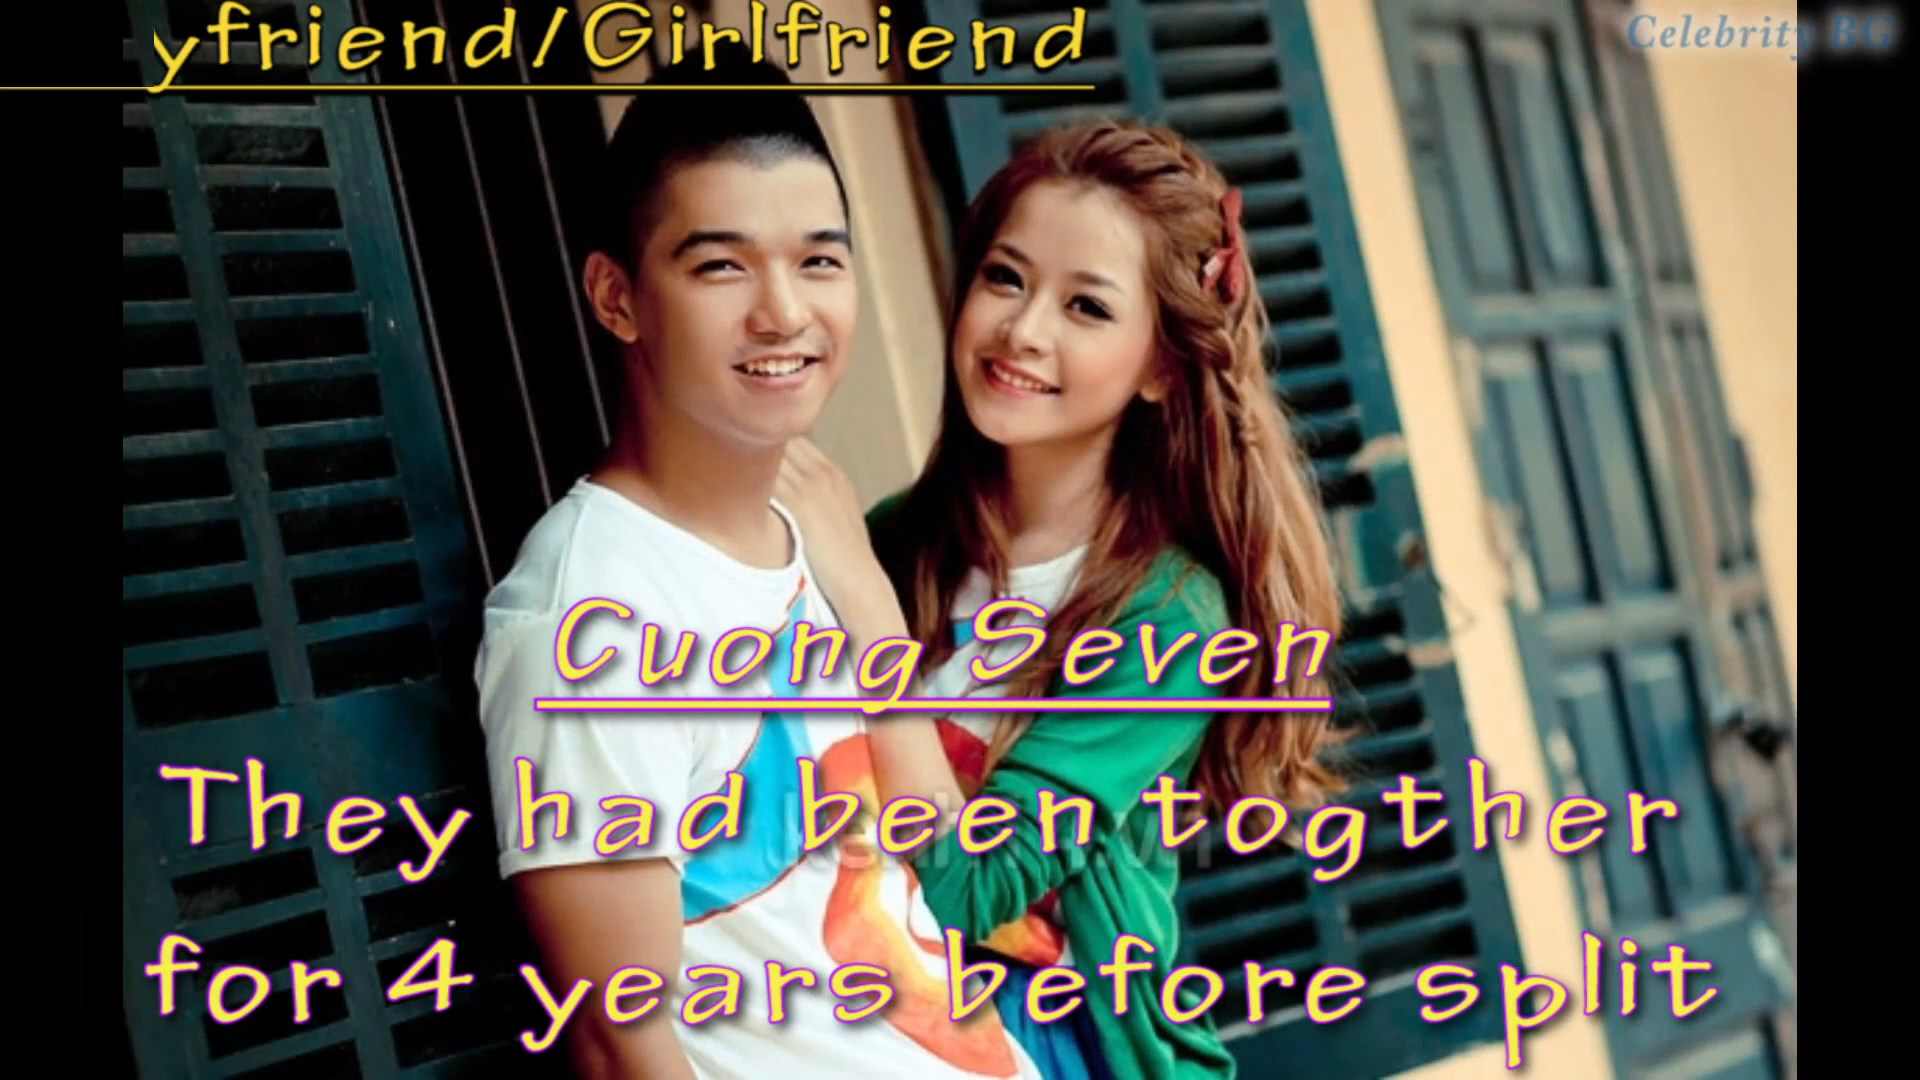 yfriend/Girlfriend
Celebrity BG
Cuong Seven
They had been togther
for 4 years before split